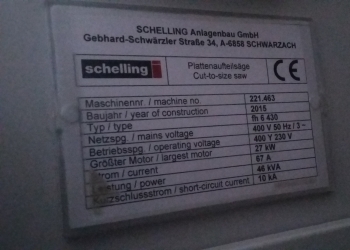 SCHELLING Anlagenbau GmbH
Gebhard-Schwärzler Straße 34, A-6858 SCHWARZACH
schelling
Plattenaufteilsäge
Cut-to-size saw
CE
Maschinennr. / machine no. 221.463
Baujahr / year of construction 2015
Typ / type fh 6 430
Netzspg / mains voltage 400 V 50 Hz / 3 ~
Betriebsspg. / operating voltage 400 Y 230 V
Größter Motor / largest motor 27 kW
Strom / current 67 A
Leistung / power 46 kVA
Kurzschlussstrom / short-circuit current 10 kA